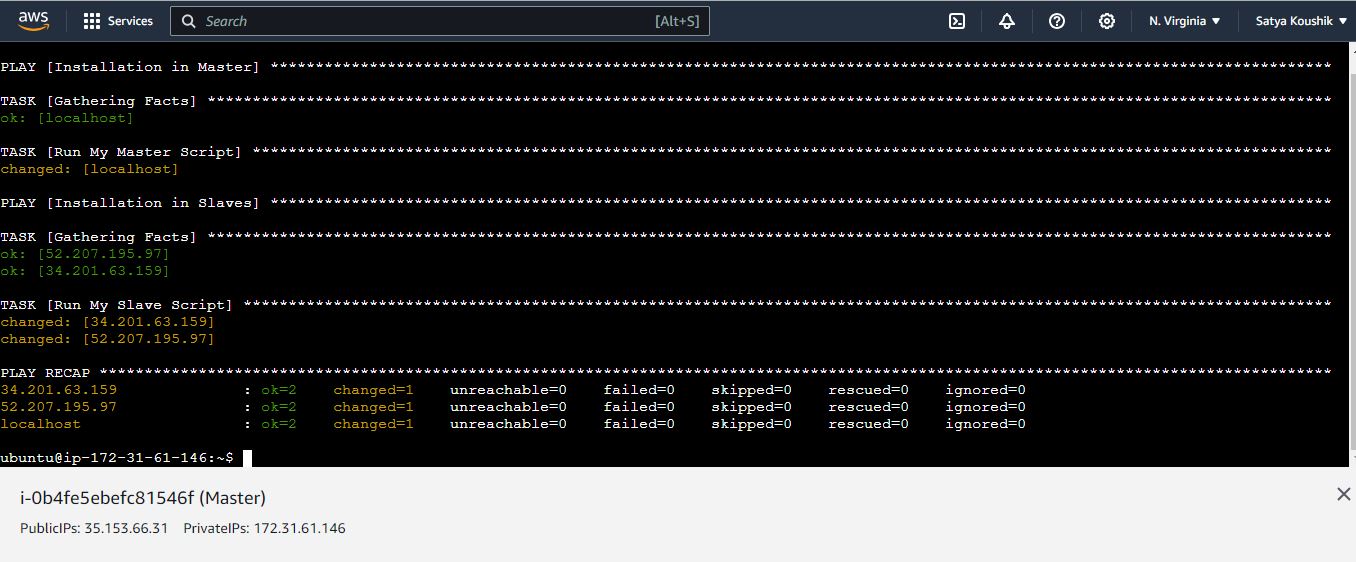 aws Services Search [Alt+S] N. Virginia Satya Koushik
PLAY [Installation in Master] **********************************************************************************************************************
TASK [Gathering Facts] *****************************************************************************************************************************
ok: [localhost]
TASK [Run My Master Script] ************************************************************************************************************************
changed: [localhost]
PLAY [Installation in Slaves] **********************************************************************************************************************
TASK [Gathering Facts] *****************************************************************************************************************************
ok: [52.207.195.97]
ok: [34.201.63.159]
TASK [Run My Slave Script] *************************************************************************************************************************
changed: [34.201.63.159]
changed: [52.207.195.97]
PLAY RECAP *****************************************************************************************************************************************
34.201.63.159 : ok=2 changed=1 unreachable=0 failed=0 skipped=0 rescued=0 ignored=0
52.207.195.97 : ok=2 changed=1 unreachable=0 failed=0 skipped=0 rescued=0 ignored=0
localhost : ok=2 changed=1 unreachable=0 failed=0 skipped=0 rescued=0 ignored=0
ubuntu@ip-172-31-61-146:~$
i-0b4fe5ebefc81546f (Master)
PublicIPs: 35.153.66.31 PrivateIPs: 172.31.61.146